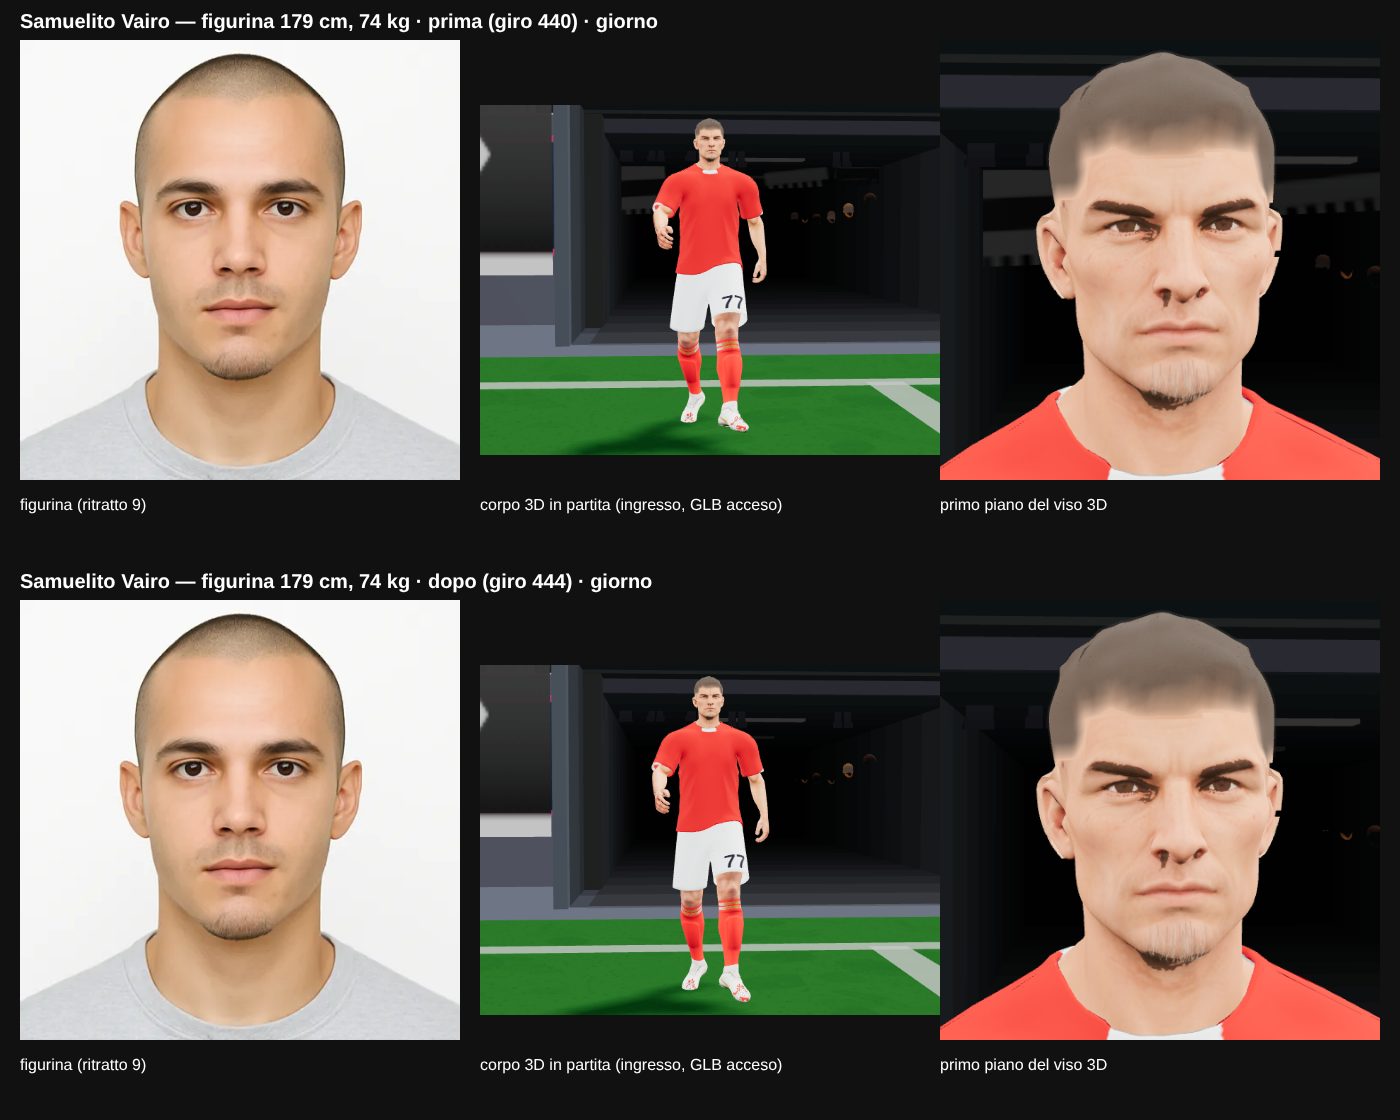 Samuelito Vairo — figurina 179 cm, 74 kg · prima (giro 440) · giorno
77
figurina (ritratto 9)
corpo 3D in partita (ingresso, GLB acceso)
primo piano del viso 3D
Samuelito Vairo — figurina 179 cm, 74 kg · dopo (giro 444) · giorno
77
figurina (ritratto 9)
corpo 3D in partita (ingresso, GLB acceso)
primo piano del viso 3D